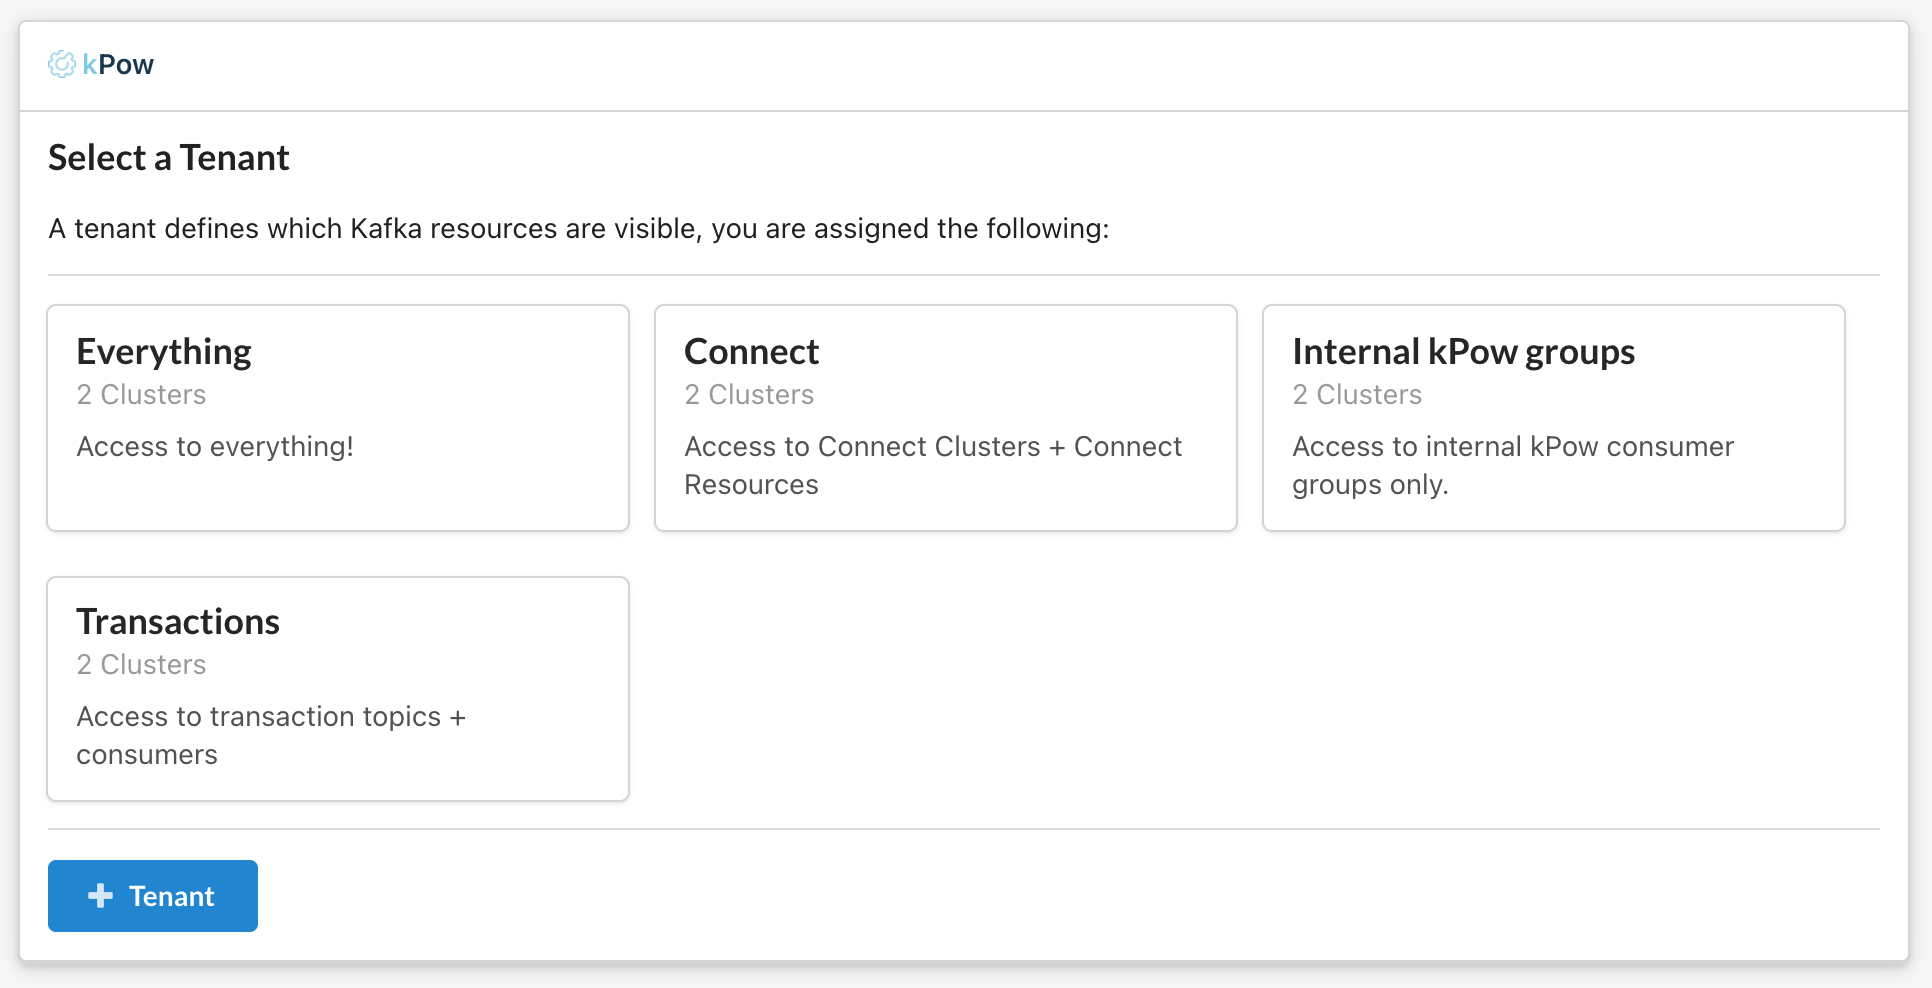 kPow
Select a Tenant
A tenant defines which Kafka resources are visible, you are assigned the following:
Everything
2 Clusters
Access to everything!
Connect
2 Clusters
Access to Connect Clusters + Connect
Resources
Internal kPow groups
2 Clusters
Access to internal kPow consumer
groups only.
Transactions
2 Clusters
Access to transaction topics +
consumers
Tenant